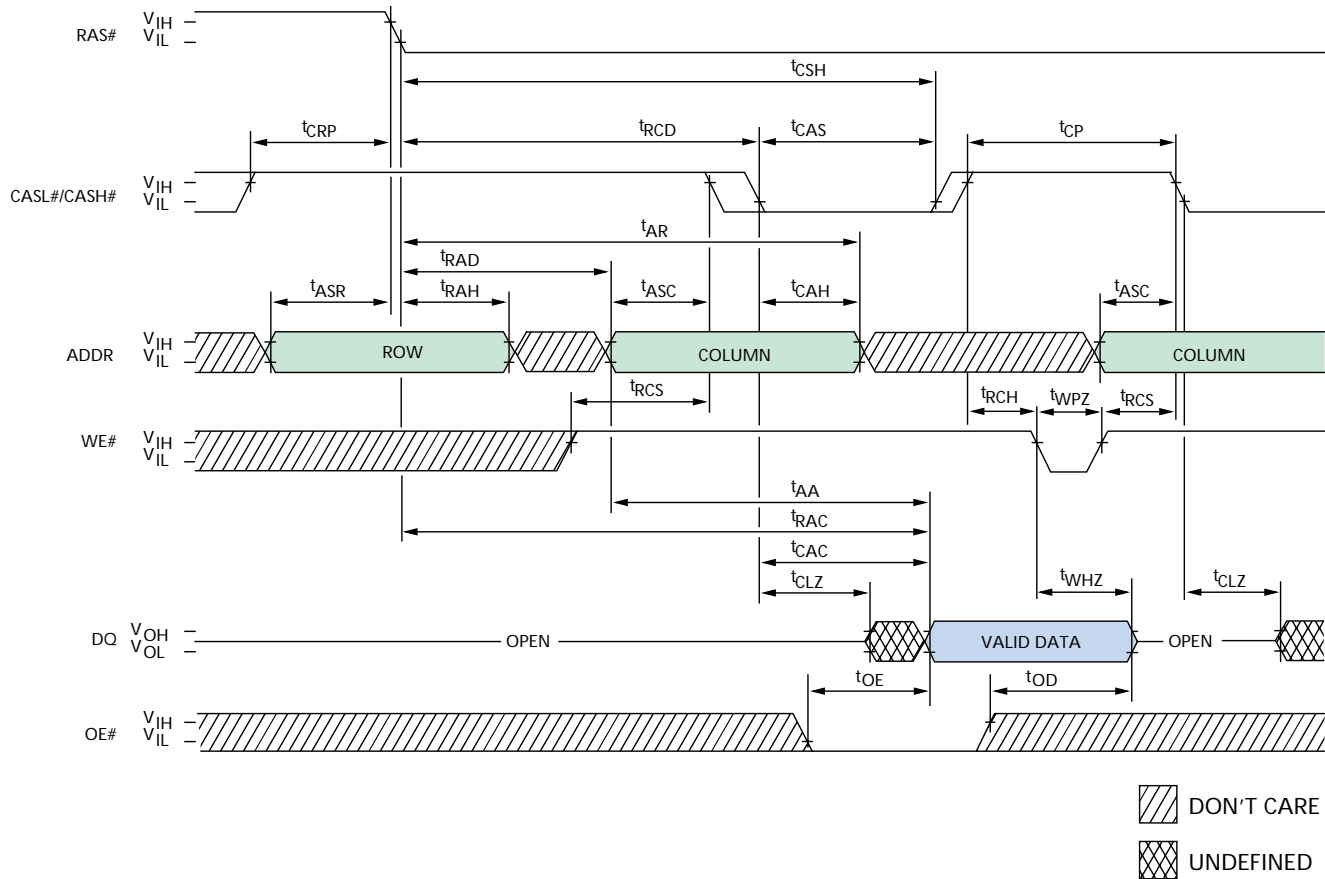 RAS#
VIH
VIL
tCSH
tCRP
tRCD
tCAS
tCP
CASL#/CASH#
VIH
VIL
tAR
tRAD
tASR
tRAH
tASC
tCAH
tASC
ADDR
VIH
VIL
ROW
COLUMN
COLUMN
tRCS
tRCH
tWPZ
tRCS
WE#
VIH
VIL
tAA
tRAC
tCAC
tCLZ
tWHZ
tCLZ
DQ
VOH
VOL
OPEN
VALID DATA
OPEN
tOE
tOD
OE#
VIH
VIL
DON'T CARE
UNDEFINED